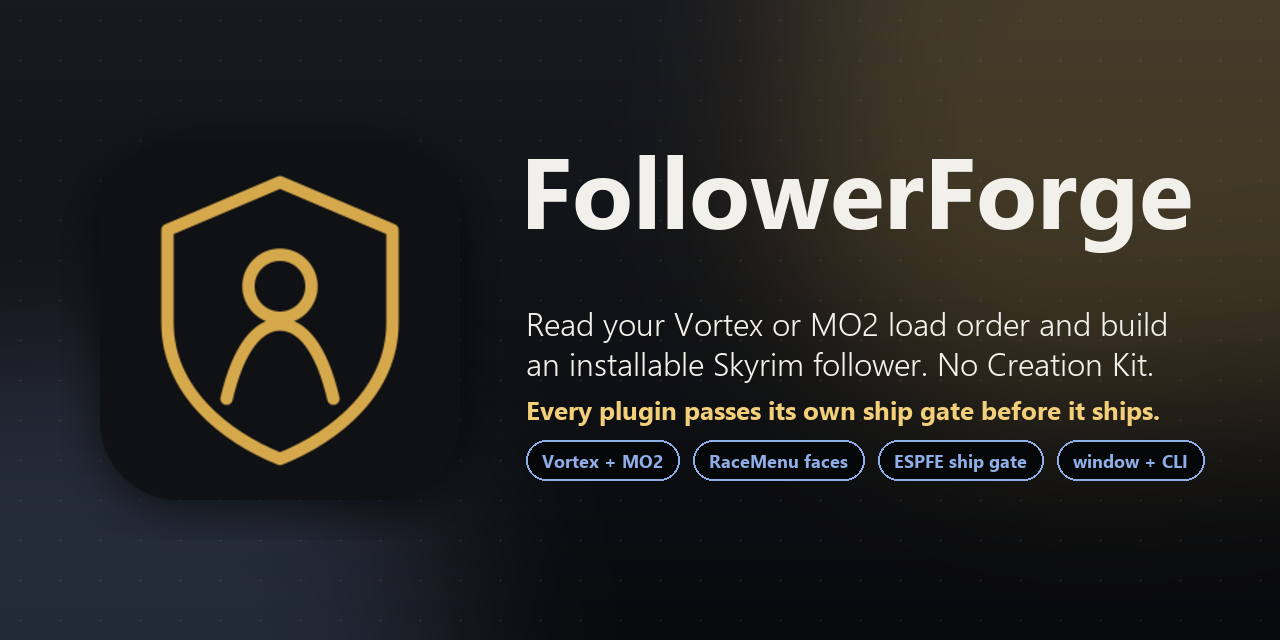 FollowerForge
Read your Vortex or MO2 load order and build
an installable Skyrim follower. No Creation Kit.
Every plugin passes its own ship gate before it ships.
Vortex + MO2
RaceMenu faces
ESPFE ship gate
window + CLI